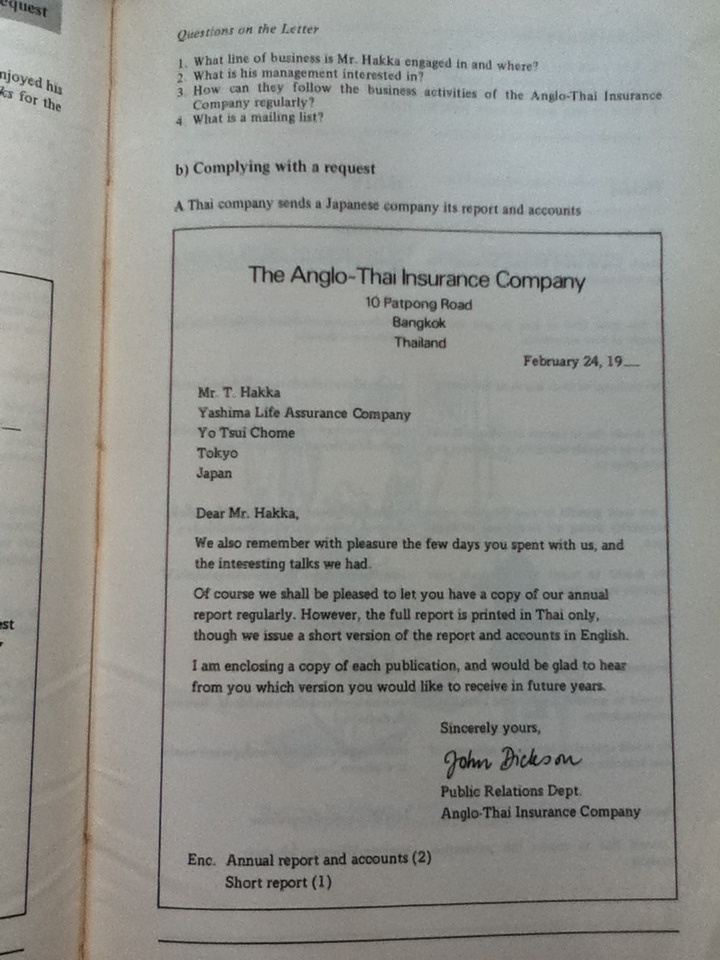 equest
njoyed his
ks for the
est
Questions on the Letter
1. What line of business is Mr. Hakka engaged in and where?
2. What is his management interested in?
3. How can they follow the business activities of the Anglo-Thai Insurance
Company regularly?
4. What is a mailing list?
b) Complying with a request
A Thai company sends a Japanese company its report and accounts
The Anglo-Thai Insurance Company
10 Patpong Road
Bangkok
Thailand
February 24, 19__
Mr. T. Hakka
Yashima Life Assurance Company
Yo Tsui Chome
Tokyo
Japan
Dear Mr. Hakka,
We also remember with pleasure the few days you spent with us, and
the interesting talks we had.
Of course we shall be pleased to let you have a copy of our annual
report regularly. However, the full report is printed in Thai only,
though we issue a short version of the report and accounts in English.
I am enclosing a copy of each publication, and would be glad to hear
from you which version you would like to receive in future years.
Sincerely yours,
John Dickson
Public Relations Dept.
Anglo-Thai Insurance Company
Enc. Annual report and accounts (2)
Short report (1)